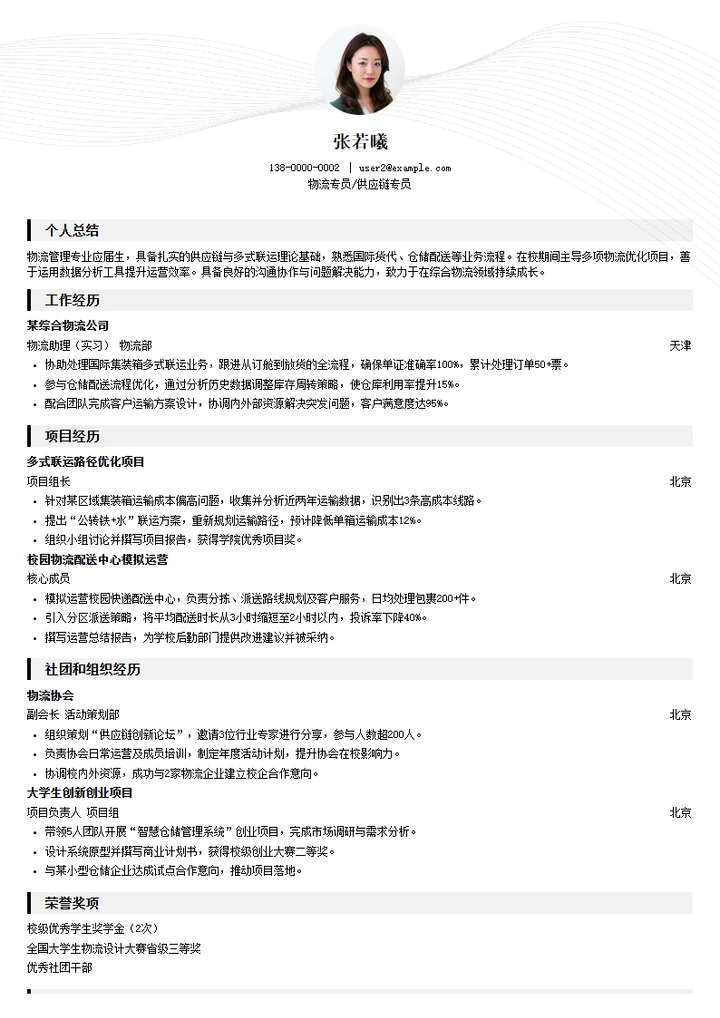 张若曦
138-0000-0002 | user2@example.com
物流专员/供应链专员
个人总结
物流管理专业应届生，具备扎实的供应链与多式联运理论基础，熟悉国际货代、仓储配送等业务流程。在校期间主导多项物流优化项目，善
于运用数据分析工具提升运营效率。具备良好的沟通协作与问题解决能力，致力于在综合物流领域持续成长。
工作经历
某综合物流公司
物流助理（实习） 物流部 天津
• 协助处理国际集装箱多式联运业务，跟进从订舱到放货的全流程，确保单证准确率100%，累计处理订单50+票。
• 参与仓储配送流程优化，通过分析历史数据调整库存周转策略，使仓库利用率提升15%。
• 配合团队完成客户运输方案设计，协调内外部资源解决突发问题，客户满意度达95%。
项目经历
多式联运路径优化项目
项目组长 北京
• 针对某区域集装箱运输成本偏高问题，收集并分析近两年运输数据，识别出3条高成本线路。
• 提出“公转铁+水”联运方案，重新规划运输路径，预计降低单箱运输成本12%。
• 组织小组讨论并撰写项目报告，获得学院优秀项目奖。
校园物流配送中心模拟运营
核心成员 北京
• 模拟运营校园快递配送中心，负责分拣、派送路线规划及客户服务，日均处理包裹200+件。
• 引入分区派送策略，将平均配送时长从3小时缩短至2小时以内，投诉率下降40%。
• 撰写运营总结报告，为学校后勤部门提供改进建议并被采纳。
社团和组织经历
物流协会
副会长 活动策划部 北京
• 组织策划“供应链创新论坛”，邀请3位行业专家进行分享，参与人数超200人。
• 负责协会日常运营及成员培训，制定年度活动计划，提升协会在校影响力。
• 协调校内外资源，成功与2家物流企业建立校企合作意向。
大学生创新创业项目
项目负责人 项目组 北京
• 带领5人团队开展“智慧仓储管理系统”创业项目，完成市场调研与需求分析。
• 设计系统原型并撰写商业计划书，获得校级创业大赛二等奖。
• 与某小型仓储企业达成试点合作意向，推动项目落地。
荣誉奖项
校级优秀学生奖学金（2次）
全国大学生物流设计大赛省级三等奖
优秀社团干部